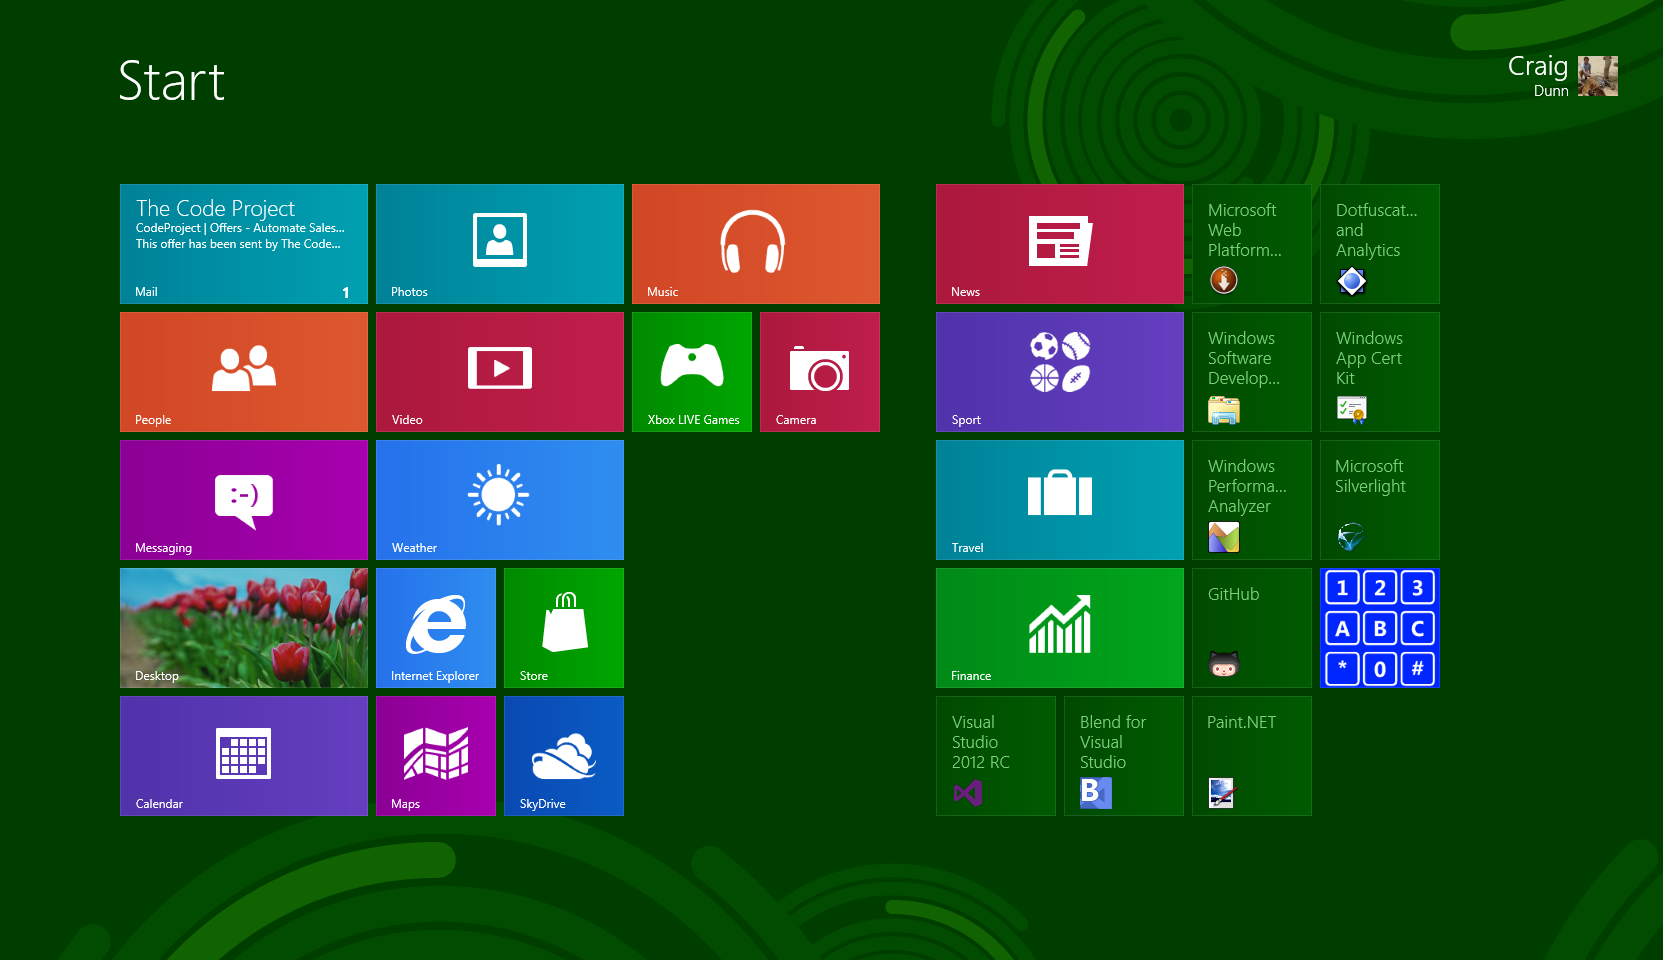 Start
Craig
Dunn
The Code Project
CodeProject | Offers - Automate Sales...
This offer has been sent by The Code...
Mail
1
Photos
Music
People
Video
Xbox LIVE Games
Camera
:-)
Messaging
Weather
Desktop
Internet Explorer
Store
Calendar
Maps
SkyDrive
News
Microsoft
Web
Platform...
Dotfuscat...
and
Analytics
Sport
Windows
Software
Develop...
Windows
App Cert
Kit
Travel
Windows
Performa...
Analyzer
Microsoft
Silverlight
Finance
GitHub
1 2 3
A B C
* 0 #
Visual
Studio
2012 RC
Blend for
Visual
Studio
B
Paint.NET